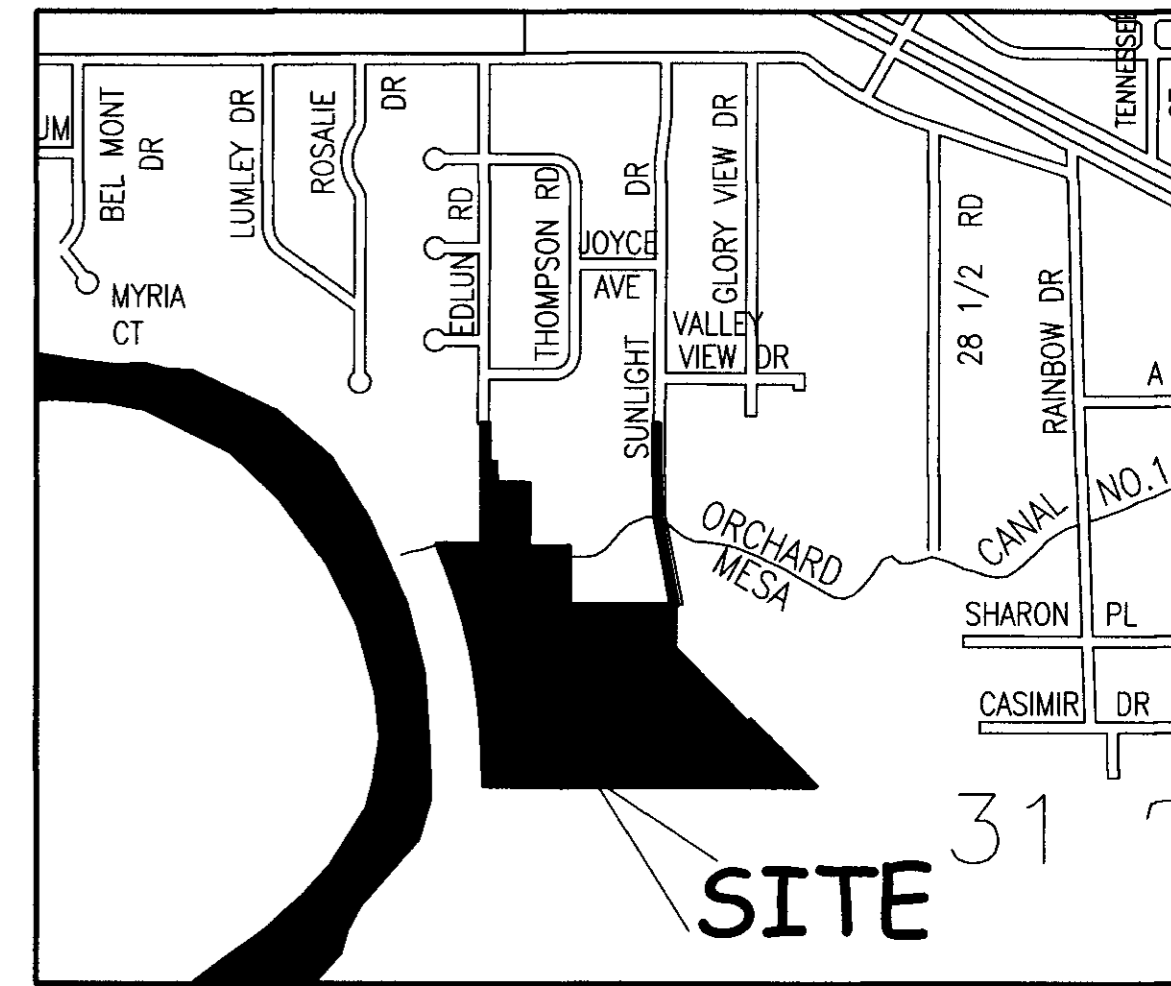 TENNESSEE
UM
BEL MONT
DR
LUMLEY DR
ROSALIE
DR
EDLUN RD
THOMPSON RD
DR
SUNLIGHT
JOYCE
AVE
GLORY VIEW DR
VALLEY
VIEW DR
28 1/2 RD
RAINBOW DR
A
MYRIA
CT
ORCHARD
MESA
CANAL NO.1
SHARON PL
CASIMIR DR
31
SITE